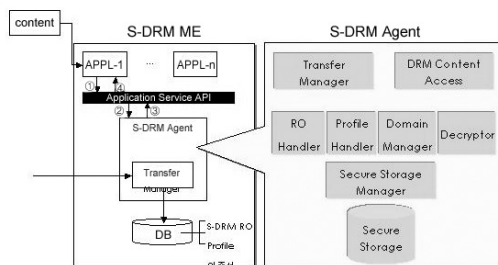 content
S-DRM ME
APPL-1
...
APPL-n
① ④
Application Service API
② ③
S-DRM Agent
Transfer
Manager
DB
S-DRM RO
Profile
S-DRM Agent
Transfer
Manager
DRM Content
Access
RO
Handler
Profile
Handler
Domain
Manager
Decryptor
Secure Storage
Manager
Secure
Storage